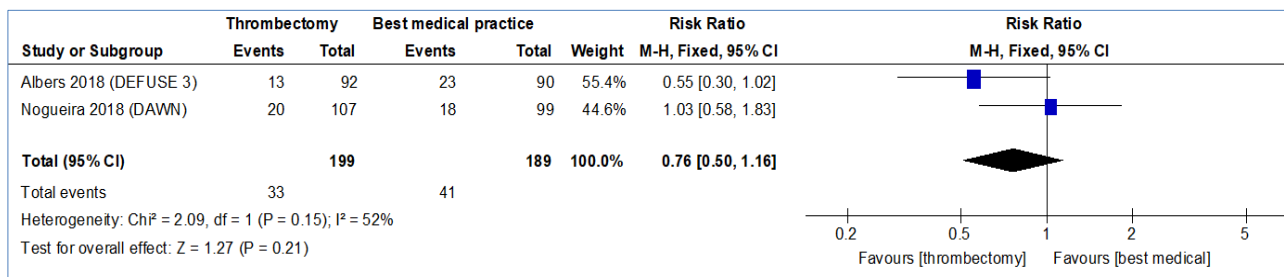 Thrombectomy Best medical practice Risk Ratio Risk Ratio
Study or Subgroup Events Total Events Total Weight M-H, Fixed, 95% CI M-H, Fixed, 95% CI
Albers 2018 (DEFUSE 3) 13 92 23 90 55.4% 0.55 [0.30, 1.02]
Nogueira 2018 (DAWN) 20 107 18 99 44.6% 1.03 [0.58, 1.83]
Total (95% CI) 199 189 100.0% 0.76 [0.50, 1.16]
Total events 33 41
Heterogeneity: Chi² = 2.09, df = 1 (P = 0.15); I² = 52%
Test for overall effect: Z = 1.27 (P = 0.21)
0.2 0.5 1 2 5
Favours [thrombectomy] Favours [best medical]